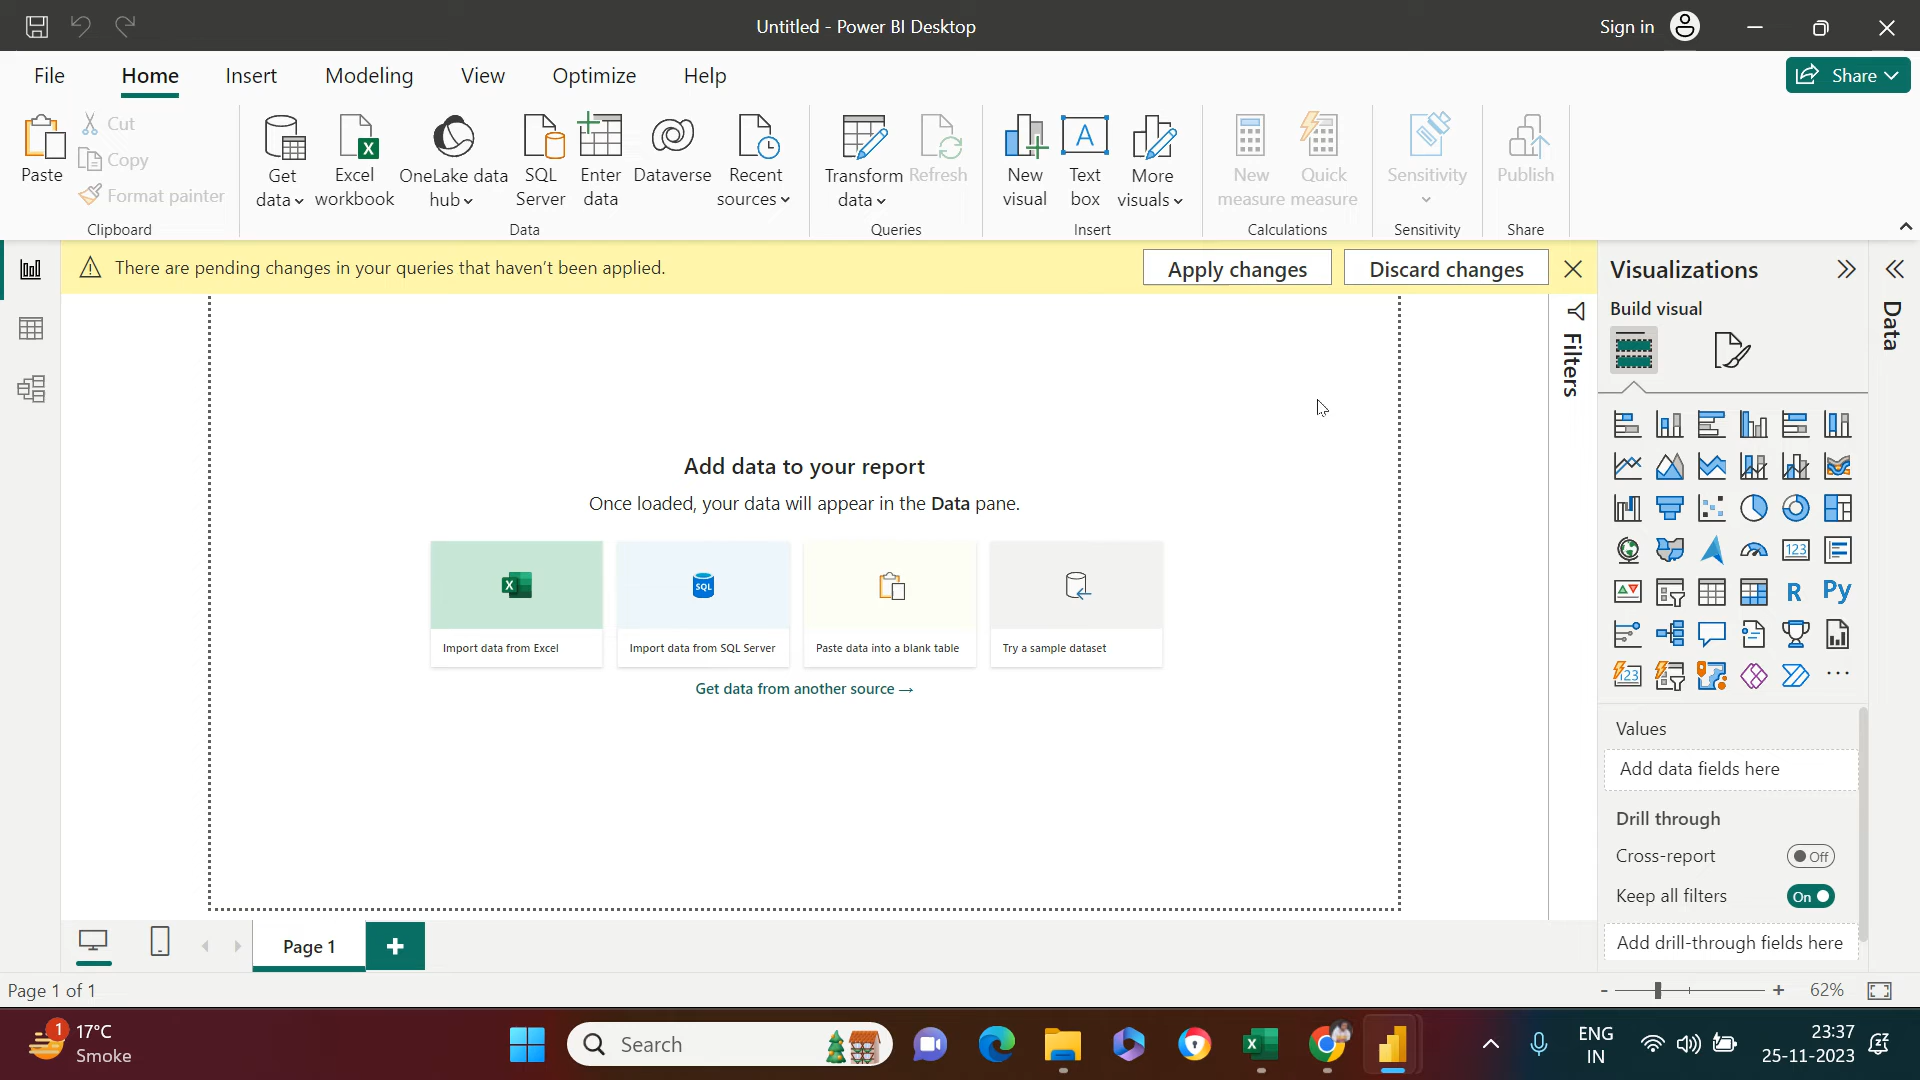 Untitled - Power BI Desktop
Sign in
File Home Insert Modeling View Optimize Help
Share
Paste
Cut
Copy
Format painter
Clipboard
Get data
Excel workbook
OneLake data hub
SQL Server
Enter data
Dataverse
Recent sources
Data
Transform data
Refresh
Queries
New visual
Text box
More visuals
Insert
New measure
Quick measure
Calculations
Sensitivity
Sensitivity
Publish
Share
There are pending changes in your queries that haven't been applied.
Apply changes
Discard changes
Filters
Visualizations
Data
Build visual
Add data to your report
Once loaded, your data will appear in the Data pane.
SQL
Import data from Excel
Import data from SQL Server
Paste data into a blank table
Try a sample dataset
Get data from another source →
123
R
Py
123
Values
Add data fields here
Drill through
Cross-report
Off
Keep all filters
On
Add drill-through fields here
Page 1
Page 1 of 1
- + 62%
1
17°C
Smoke
Search
ENG
IN
23:37
25-11-2023